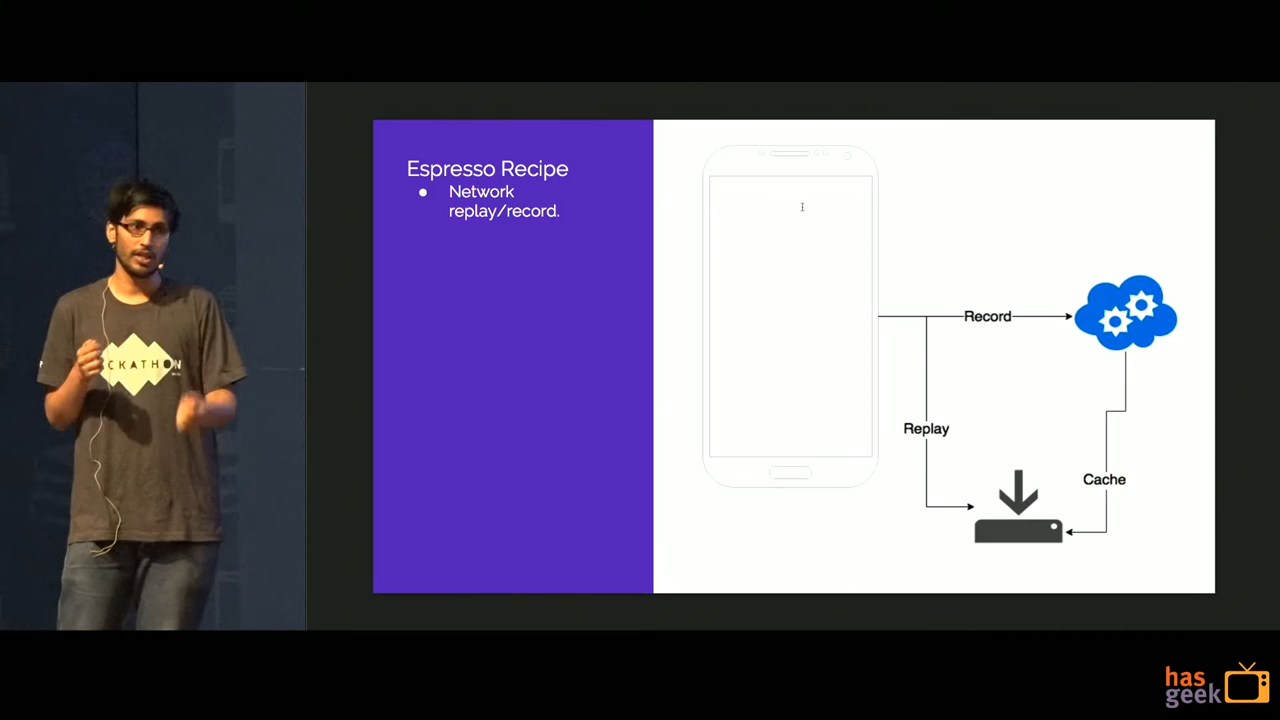 Espresso Recipe
● Network
replay/record.
Record
Replay
Cache
CKATHON
has
geek